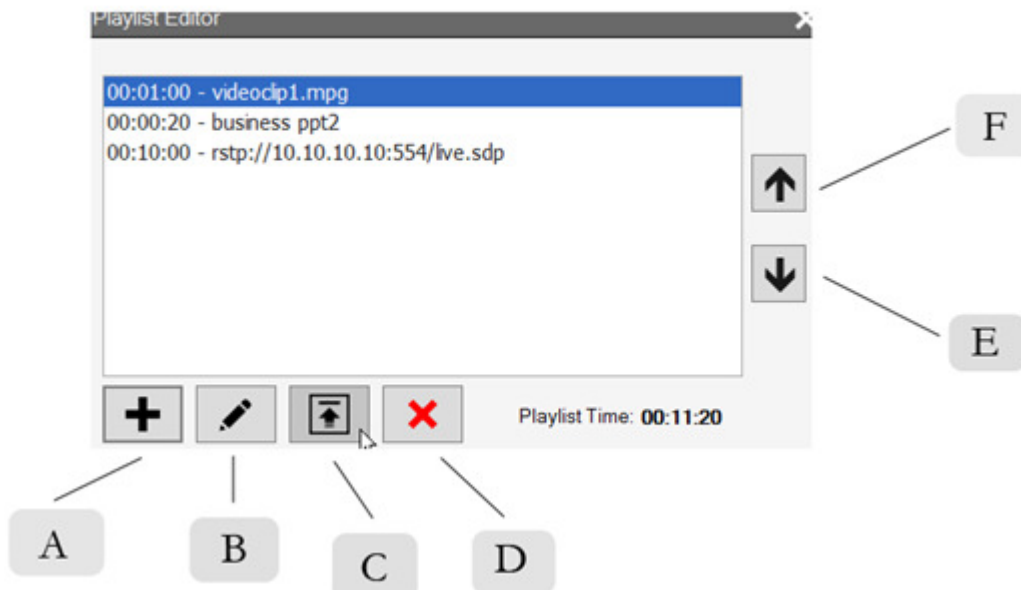 Playlist Editor
00:01:00 - videoclip1.mpg
00:00:20 - business ppt2
00:10:00 - rstp://10.10.10.10:554/live.sdp
F
E
Playlist Time: 00:11:20
A
B
C
D